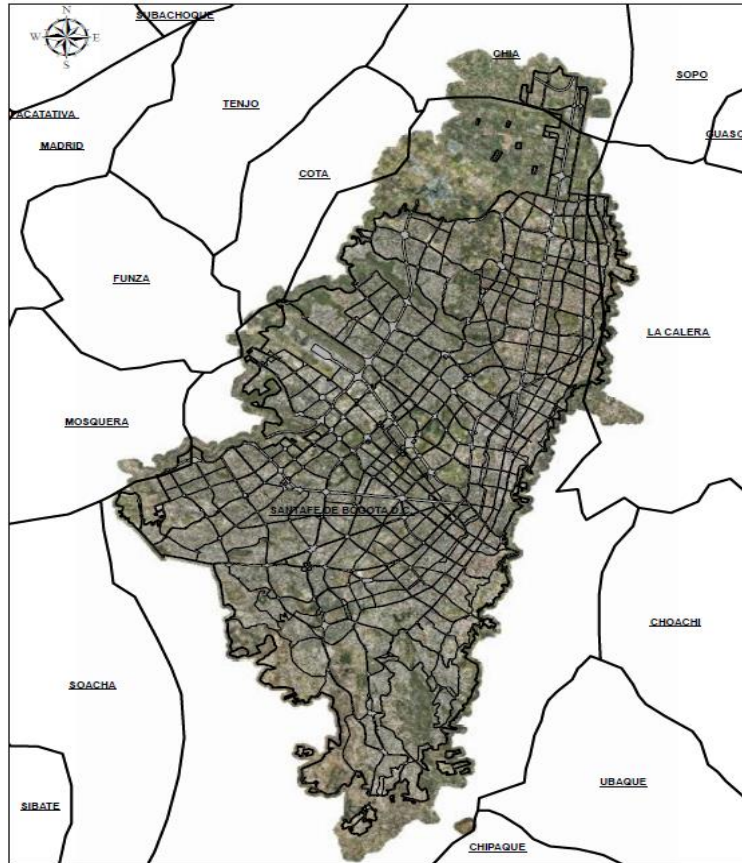 SUBACHOQUE
N
W E
S
CHIA
SOPO
TENJO
ACATATIVA
GUASC
MADRID
COTA
FUNZA
LA CALERA
MOSQUERA
SANTAFE DE BOGOTA D.C.
CHOACHI
SOACHA
UBAQUE
SIBATE
CHIPAQUE